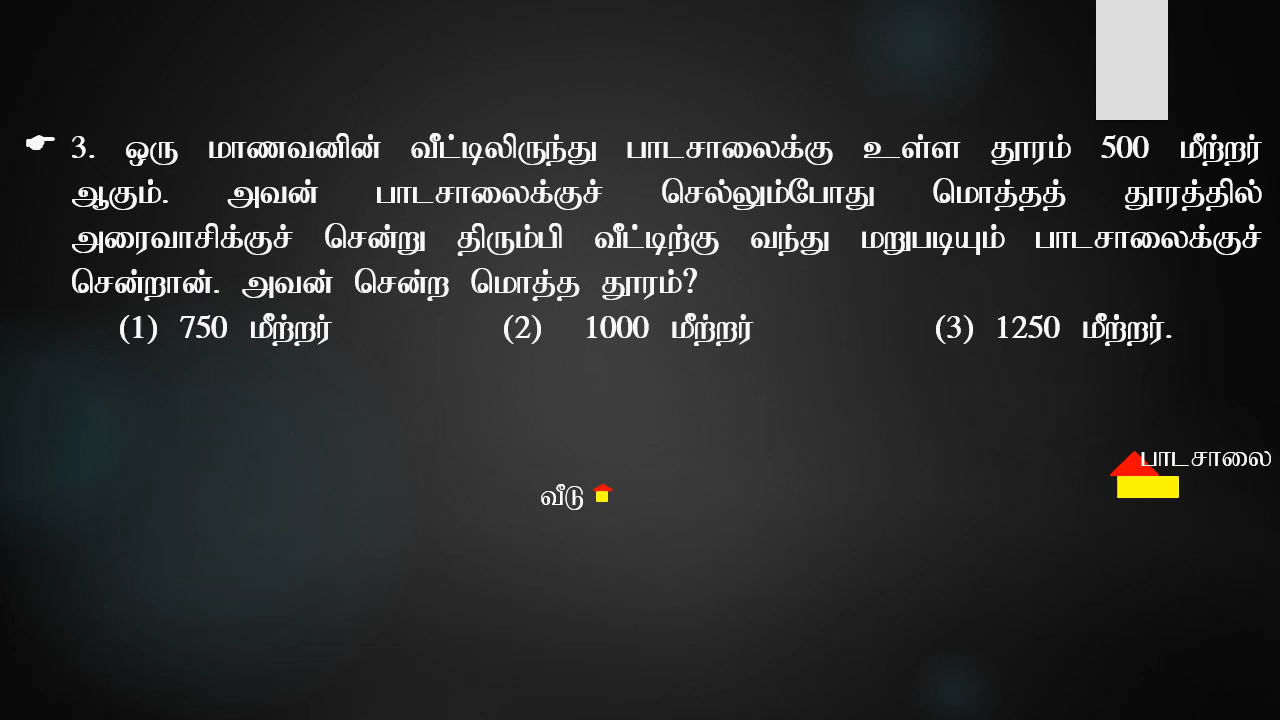 ☛ 3. ஒரு மாணவனின் வீட்டிலிருந்து பாடசாலைக்கு உள்ள தூரம் 500 மீற்றர்
ஆகும். அவன் பாடசாலைக்குச் செல்லும்போது மொத்தத் தூரத்தில்
அரைவாசிக்குச் சென்று திரும்பி வீட்டிற்கு வந்து மறுபடியும் பாடசாலைக்குச்
சென்றான். அவன் சென்ற மொத்த தூரம்?
(1) 750 மீற்றர் (2) 1000 மீற்றர் (3) 1250 மீற்றர்.
பாடசாலை
வீடு